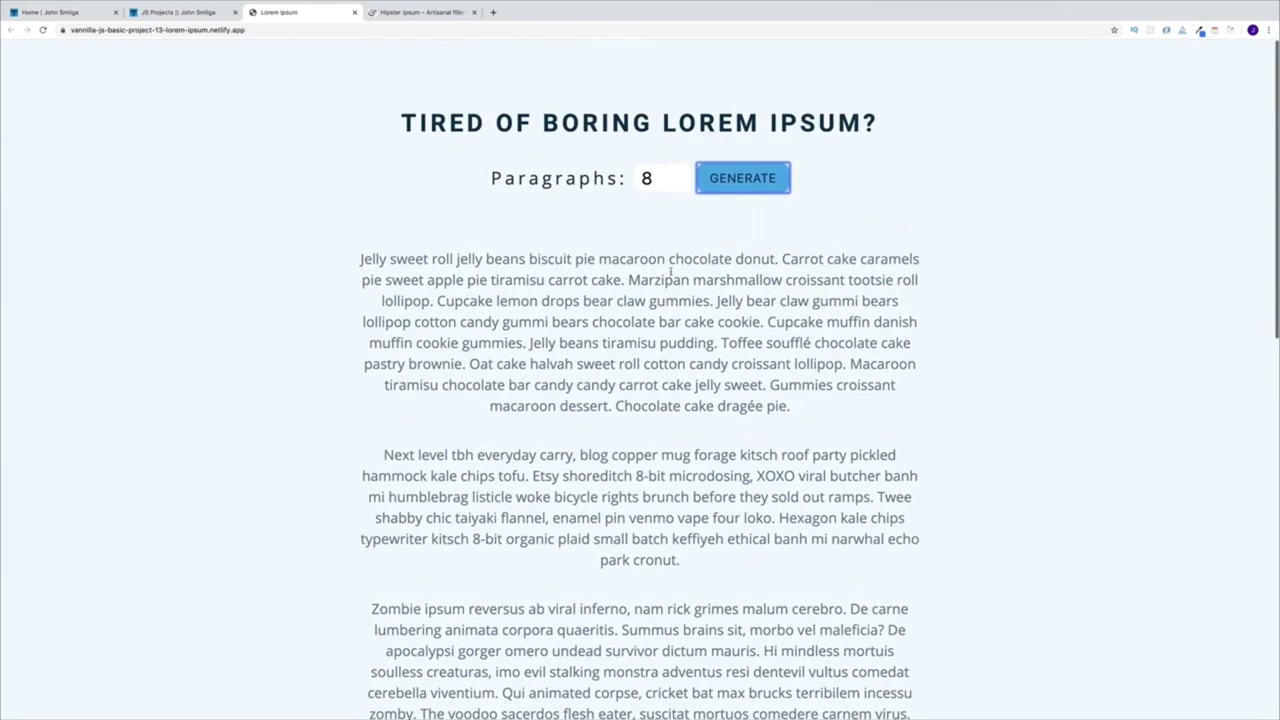 Home | John Smilga
JS Projects || John Smilga
Lorem Ipsum
Hipster Ipsum – Artisanal filler
vannilla-js-basic-project-13-lorem-ipsum.netlify.app
J
TIRED OF BORING LOREM IPSUM?
Paragraphs: 8 GENERATE
Jelly sweet roll jelly beans biscuit pie macaroon chocolate donut. Carrot cake caramels
pie sweet apple pie tiramisu carrot cake. Marzipan marshmallow croissant tootsie roll
lollipop. Cupcake lemon drops bear claw gummies. Jelly bear claw gummi bears
lollipop cotton candy gummi bears chocolate bar cake cookie. Cupcake muffin danish
muffin cookie gummies. Jelly beans tiramisu pudding. Toffee soufflé chocolate cake
pastry brownie. Oat cake halvah sweet roll cotton candy croissant lollipop. Macaroon
tiramisu chocolate bar candy candy carrot cake jelly sweet. Gummies croissant
macaroon dessert. Chocolate cake dragée pie.
Next level tbh everyday carry, blog copper mug forage kitsch roof party pickled
hammock kale chips tofu. Etsy shoreditch 8-bit microdosing, XOXO viral butcher banh
mi humblebrag listicle woke bicycle rights brunch before they sold out ramps. Twee
shabby chic taiyaki flannel, enamel pin venmo vape four loko. Hexagon kale chips
typewriter kitsch 8-bit organic plaid small batch keffiyeh ethical banh mi narwhal echo
park cronut.
Zombie ipsum reversus ab viral inferno, nam rick grimes malum cerebro. De carne
lumbering animata corpora quaeritis. Summus brains sit, morbo vel maleficia? De
apocalypsi gorger omero undead survivor dictum mauris. Hi mindless mortuis
soulless creaturas, imo evil stalking monstra adventus resi dentevil vultus comedat
cerebella viventium. Qui animated corpse, cricket bat max brucks terribilem incessu
zomby. The voodoo sacerdos flesh eater, suscitat mortuos comedere carnem virus.